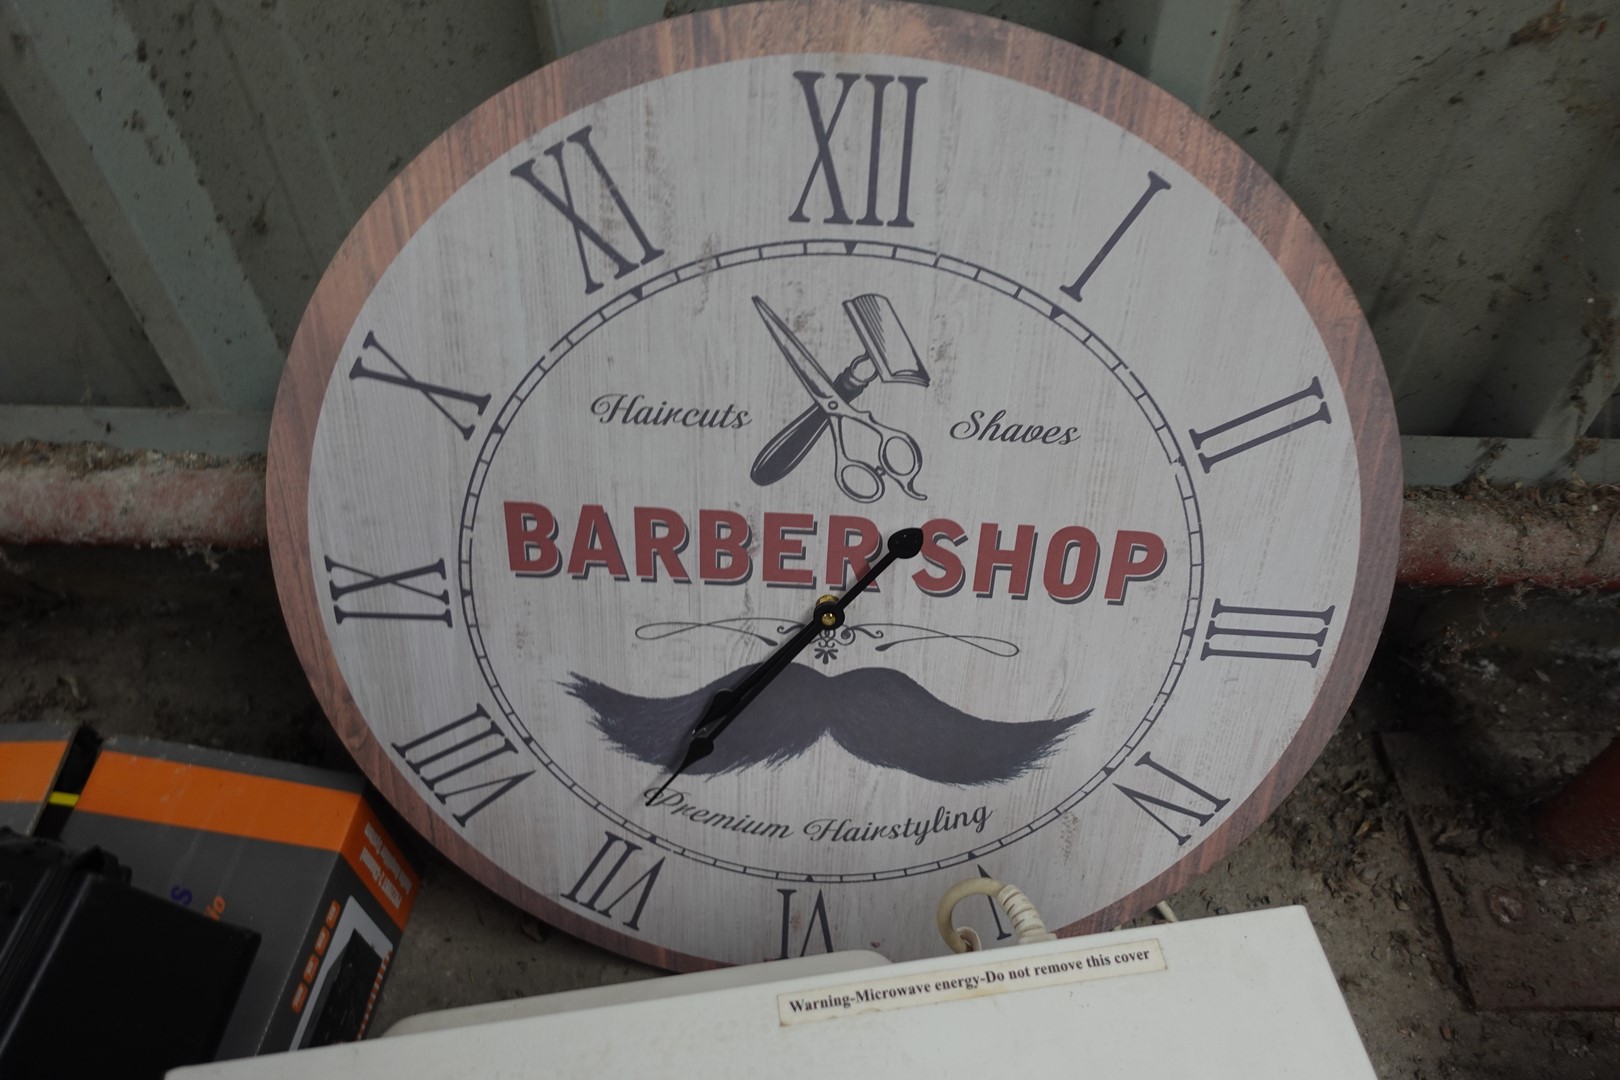 XII
XI
I
X
II
Haircuts
Shaves
BARBER SHOP
IX
III
VIII
IV
Premium Hairstyling
VII
VI
Warning-Microwave energy-Do not remove this cover